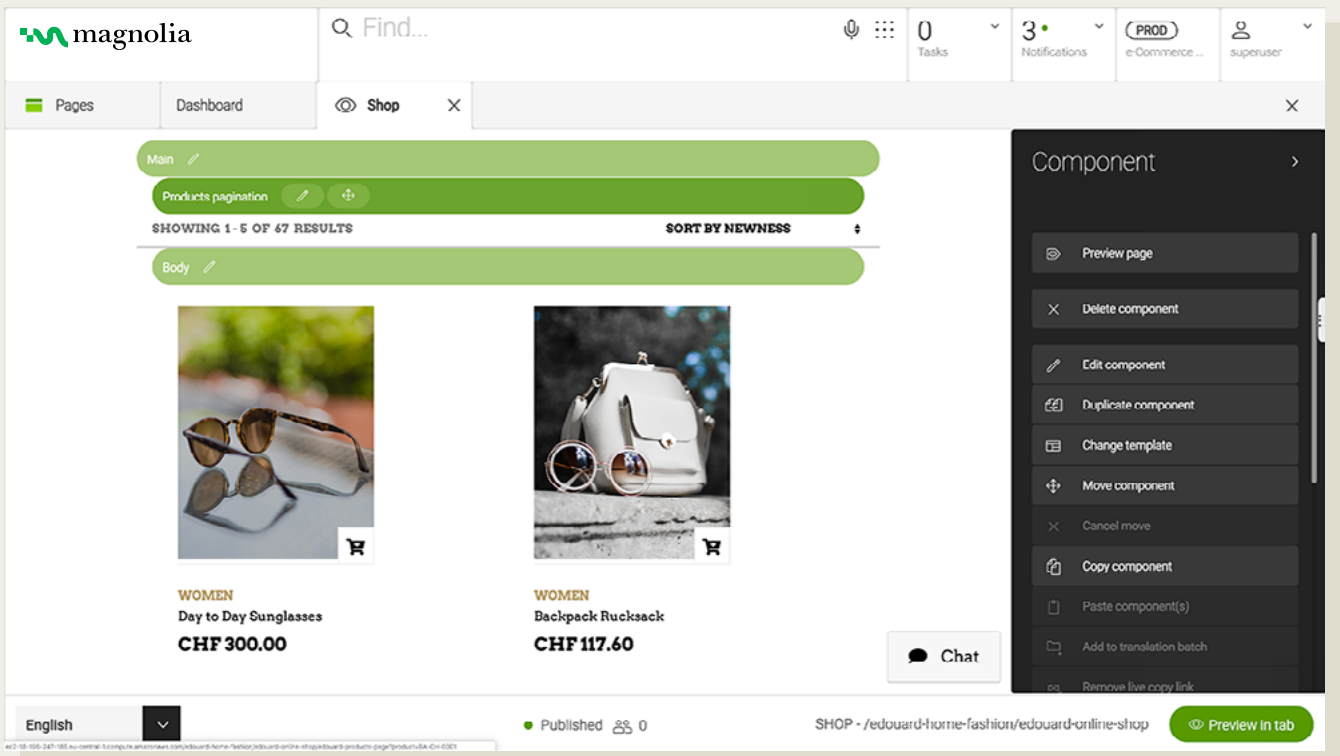 magnolia
Find...
0
Tasks
3
Notifications
PROD
e-Commerce ...
superuser
Pages
Dashboard
Shop
Main
Products pagination
SHOWING 1-5 OF 67 RESULTS
SORT BY NEWNESS
Body
WOMEN
Day to Day Sunglasses
CHF 300.00
WOMEN
Backpack Rucksack
CHF 117.60
Chat
Component
Preview page
Delete component
Edit component
Duplicate component
Change template
Move component
Cancel move
Copy component
Paste component(s)
Add to translation batch
Remove live copy link
English
Published
0
SHOP - /edouard-home-fashion/edouard-online-shop
Preview in tab